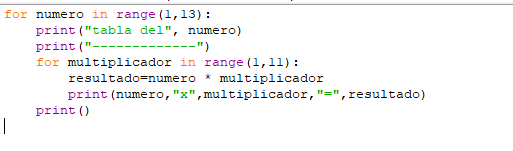 for numero in range(1,13):
    print("tabla del", numero)
    print("-------------")
    for multiplicador in range(1,11):
        resultado=numero * multiplicador
        print(numero,"x",multiplicador,"=",resultado)
    print()